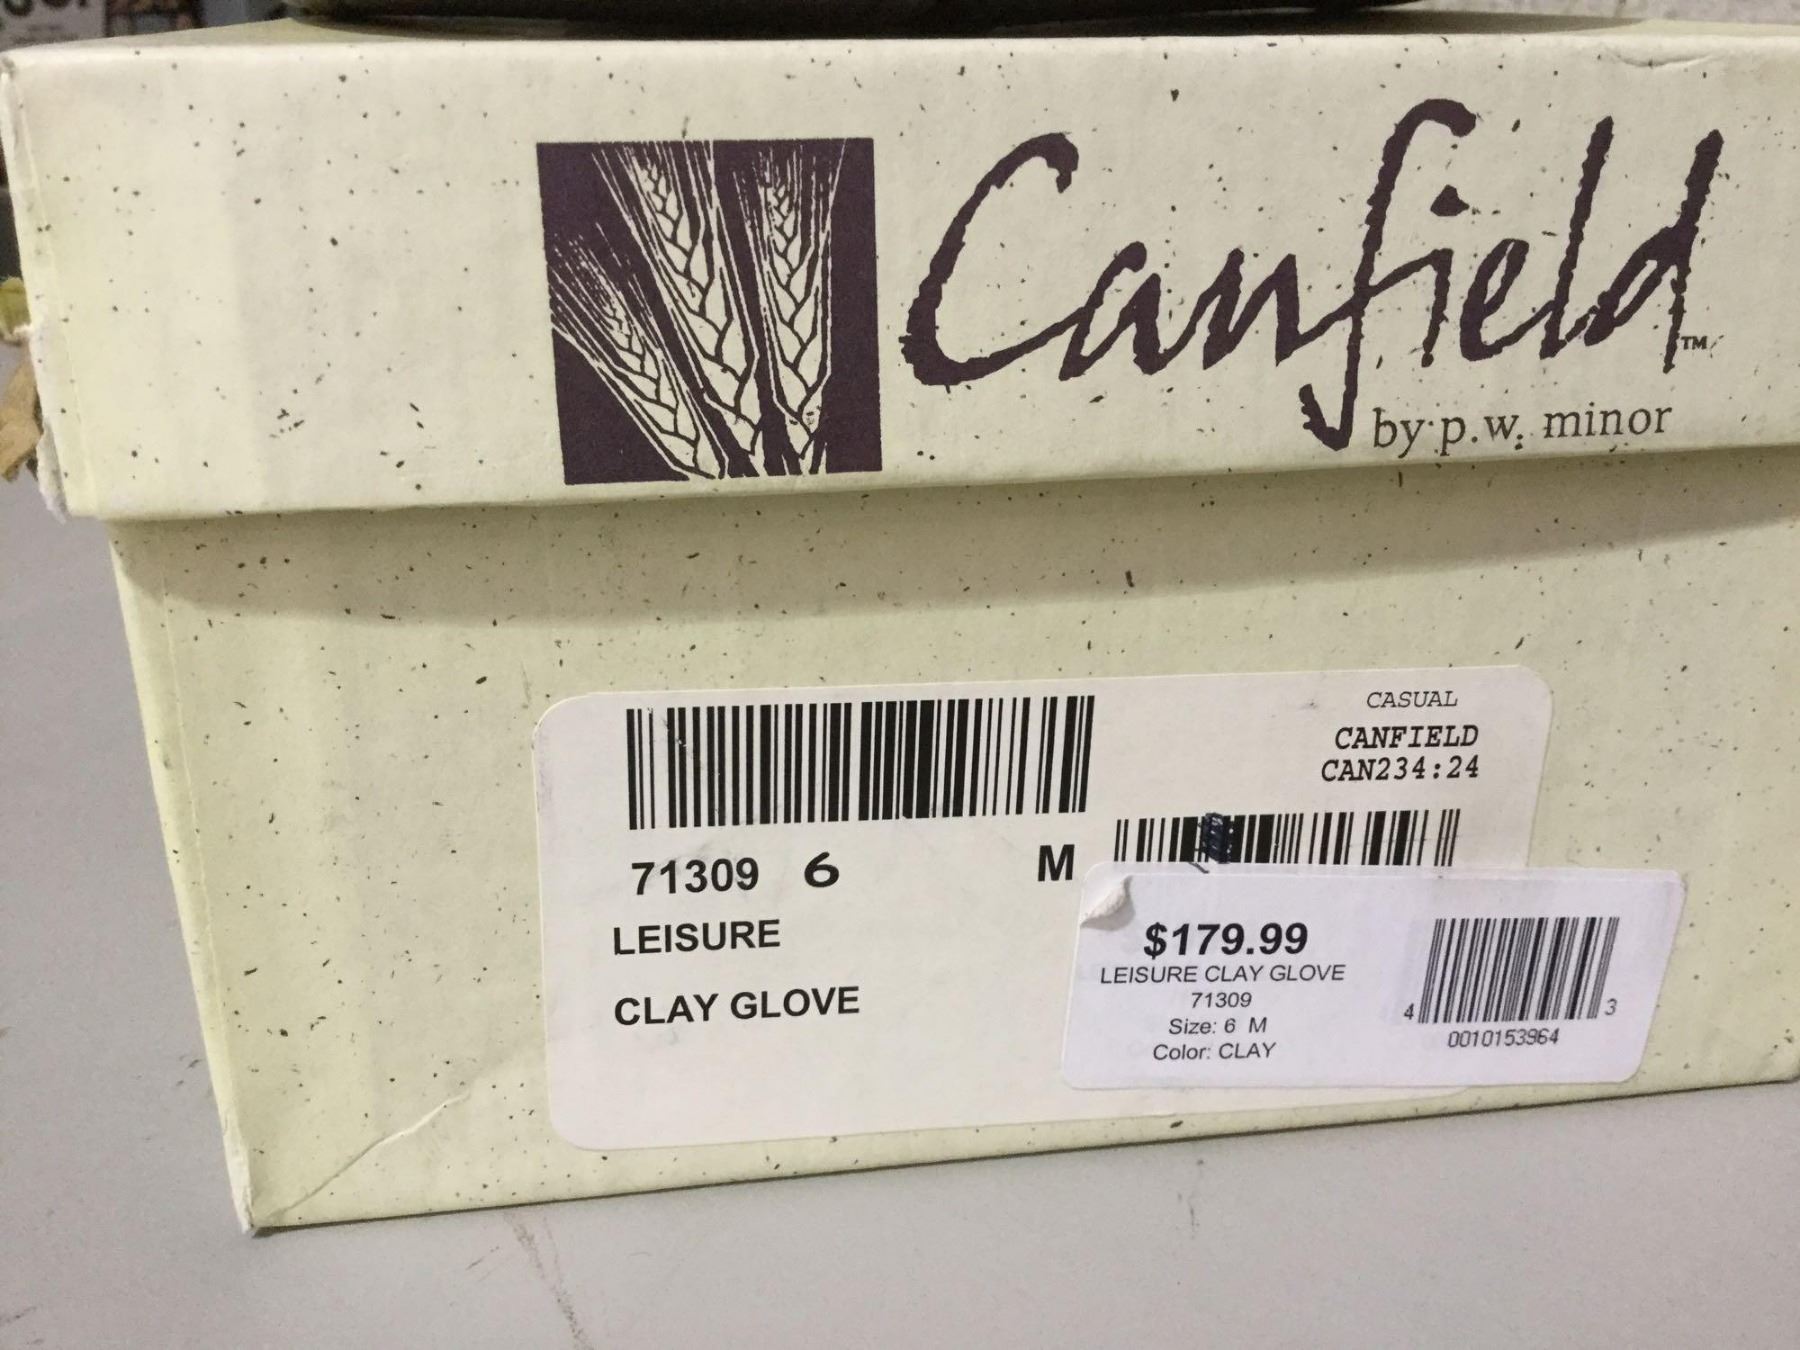 Canfield™
by p.w. minor
CASUAL
CANFIELD
CAN234:24
71309 6 M
LEISURE
CLAY GLOVE
$179.99
LEISURE CLAY GLOVE
71309
Size: 6 M
Color: CLAY
4 3
0010153964